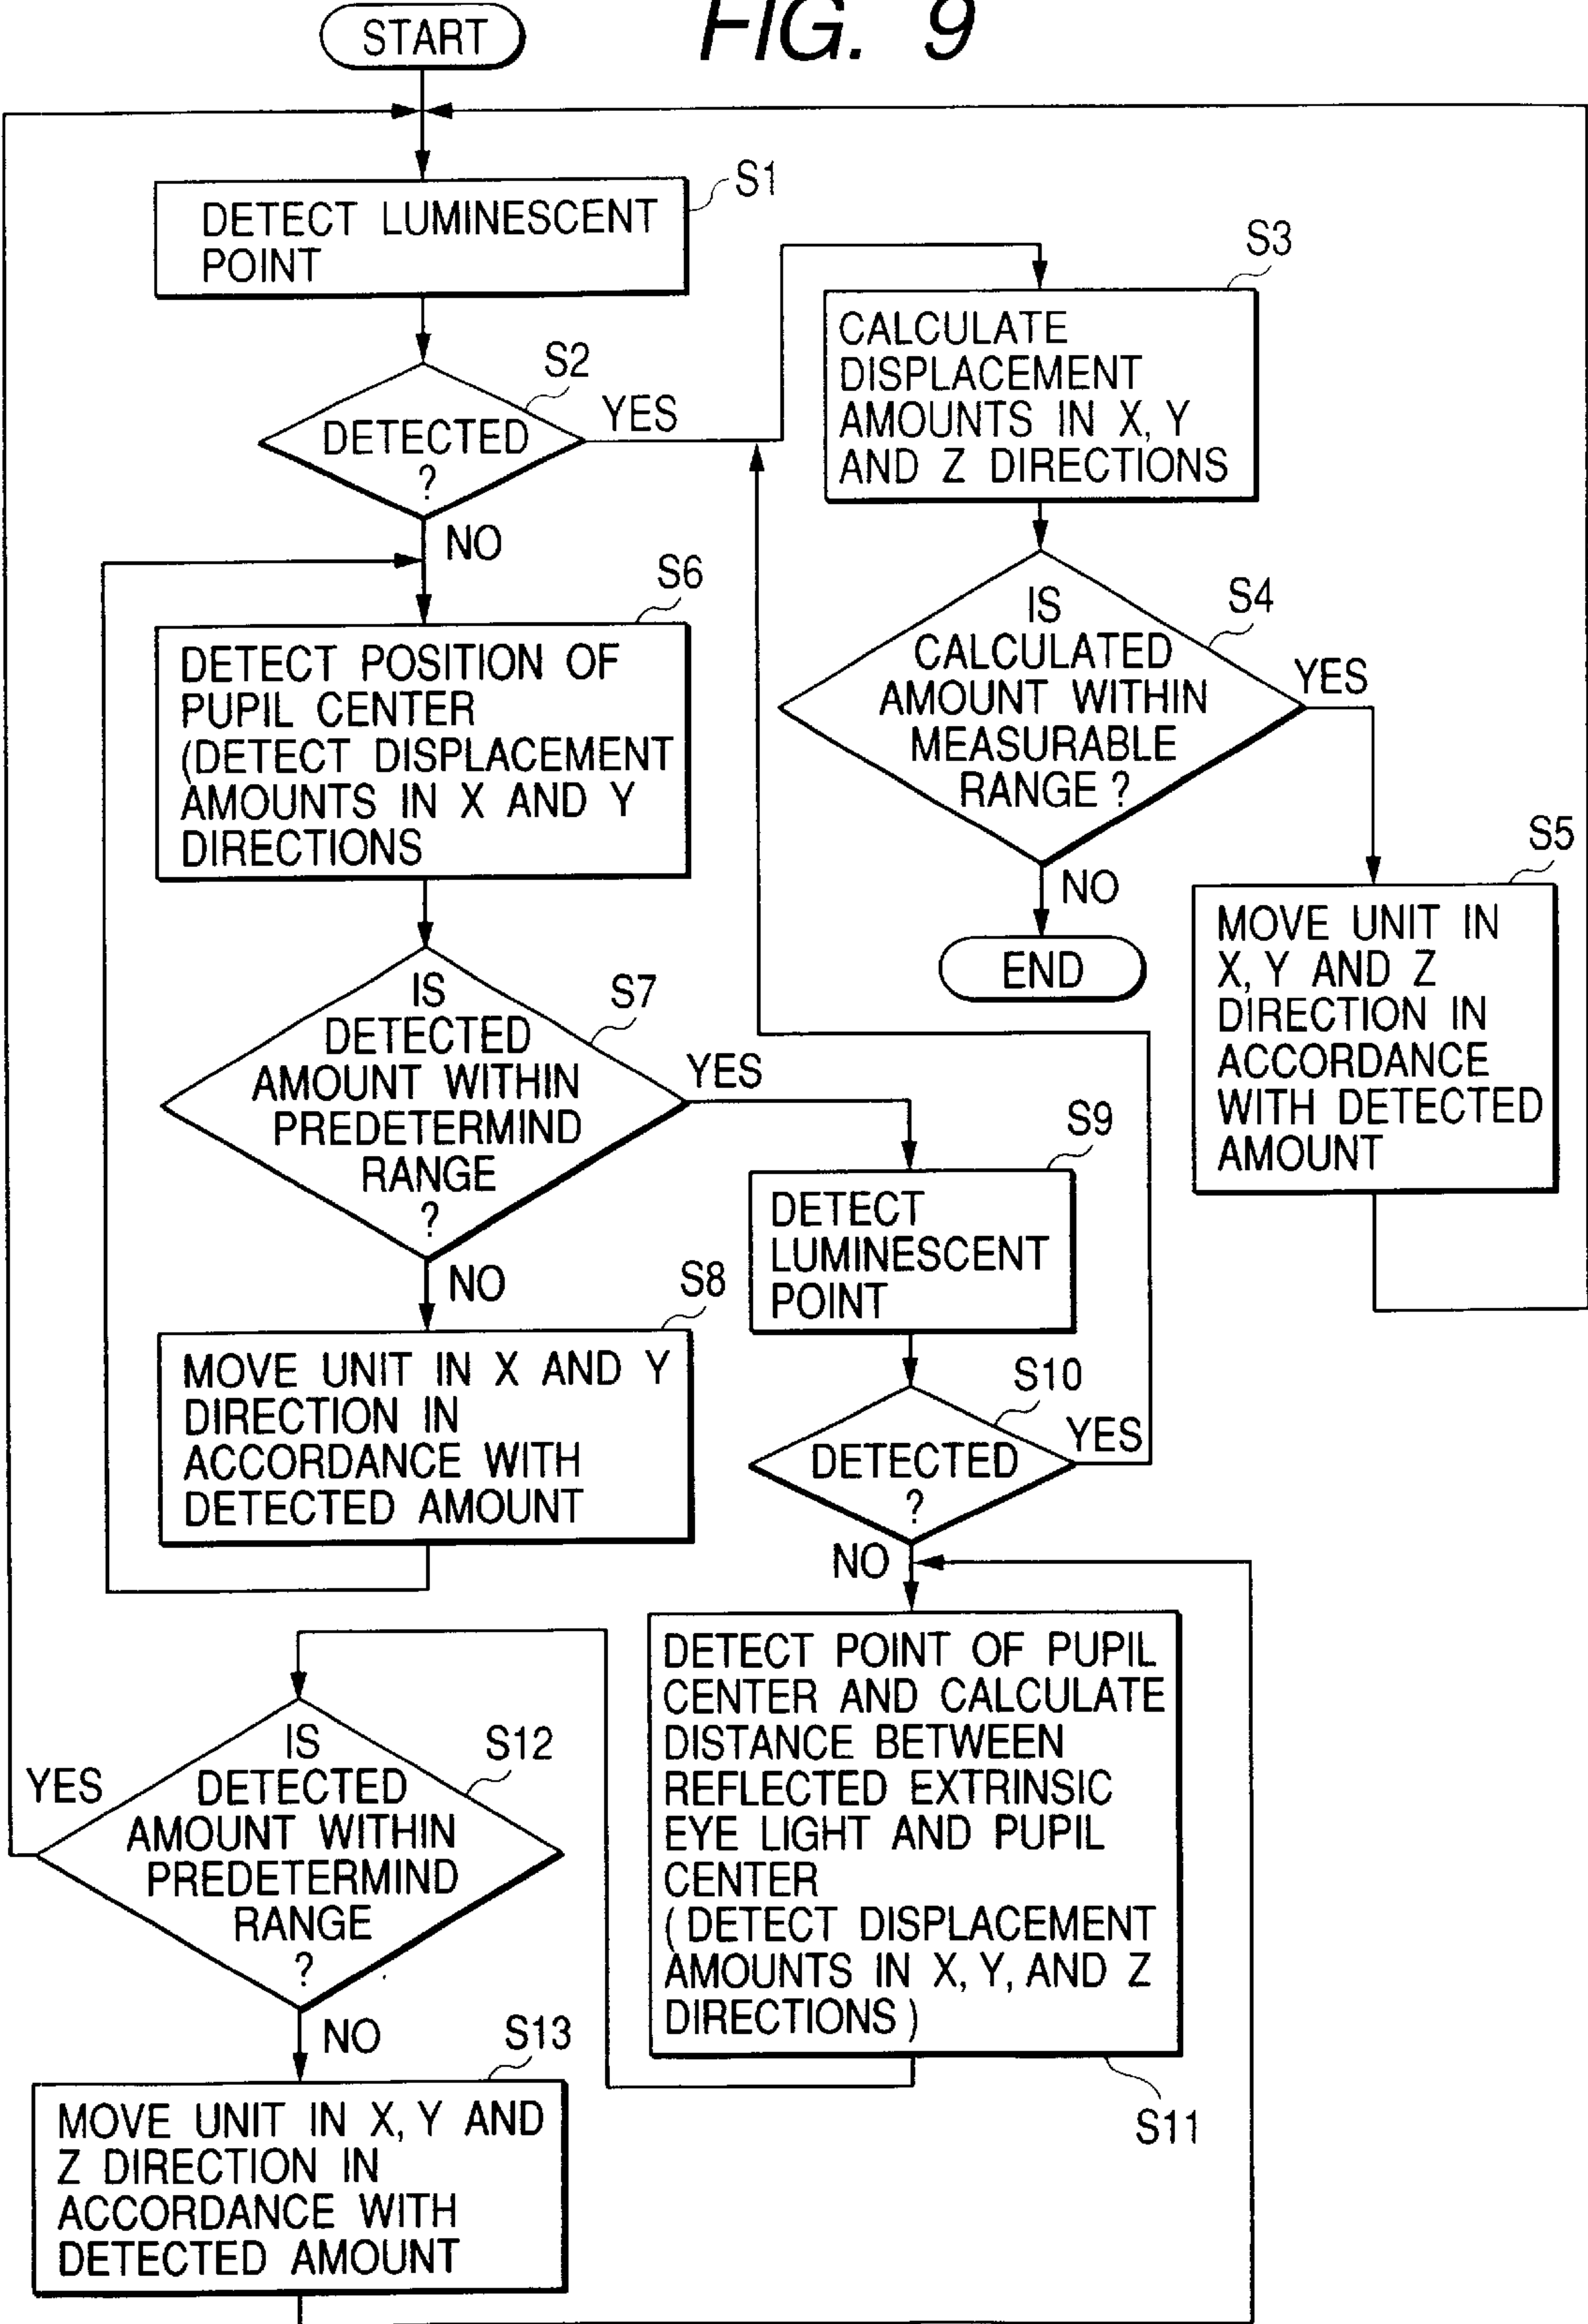 FIG. 9
START
S1
DETECT LUMINESCENT
POINT
S2
DETECTED
?
YES
NO
S3
CALCULATE
DISPLACEMENT
AMOUNTS IN X, Y
AND Z DIRECTIONS
S4
IS
CALCULATED
AMOUNT WITHIN
MEASURABLE
RANGE ?
YES
NO
END
S5
MOVE UNIT IN
X, Y AND Z
DIRECTION IN
ACCORDANCE
WITH DETECTED
AMOUNT
S6
DETECT POSITION OF
PUPIL CENTER
(DETECT DISPLACEMENT
AMOUNTS IN X AND Y
DIRECTIONS
S7
IS
DETECTED
AMOUNT WITHIN
PREDETERMIND
RANGE
?
YES
NO
S8
MOVE UNIT IN X AND Y
DIRECTION IN
ACCORDANCE WITH
DETECTED AMOUNT
S9
DETECT
LUMINESCENT
POINT
S10
DETECTED
?
YES
NO
DETECT POINT OF PUPIL
CENTER AND CALCULATE
DISTANCE BETWEEN
REFLECTED EXTRINSIC
EYE LIGHT AND PUPIL
CENTER
(DETECT DISPLACEMENT
AMOUNTS IN X, Y, AND Z
DIRECTIONS)
S11
S12
IS
DETECTED
AMOUNT WITHIN
PREDETERMIND
RANGE
?
YES
NO
S13
MOVE UNIT IN X, Y AND
Z DIRECTION IN
ACCORDANCE WITH
DETECTED AMOUNT